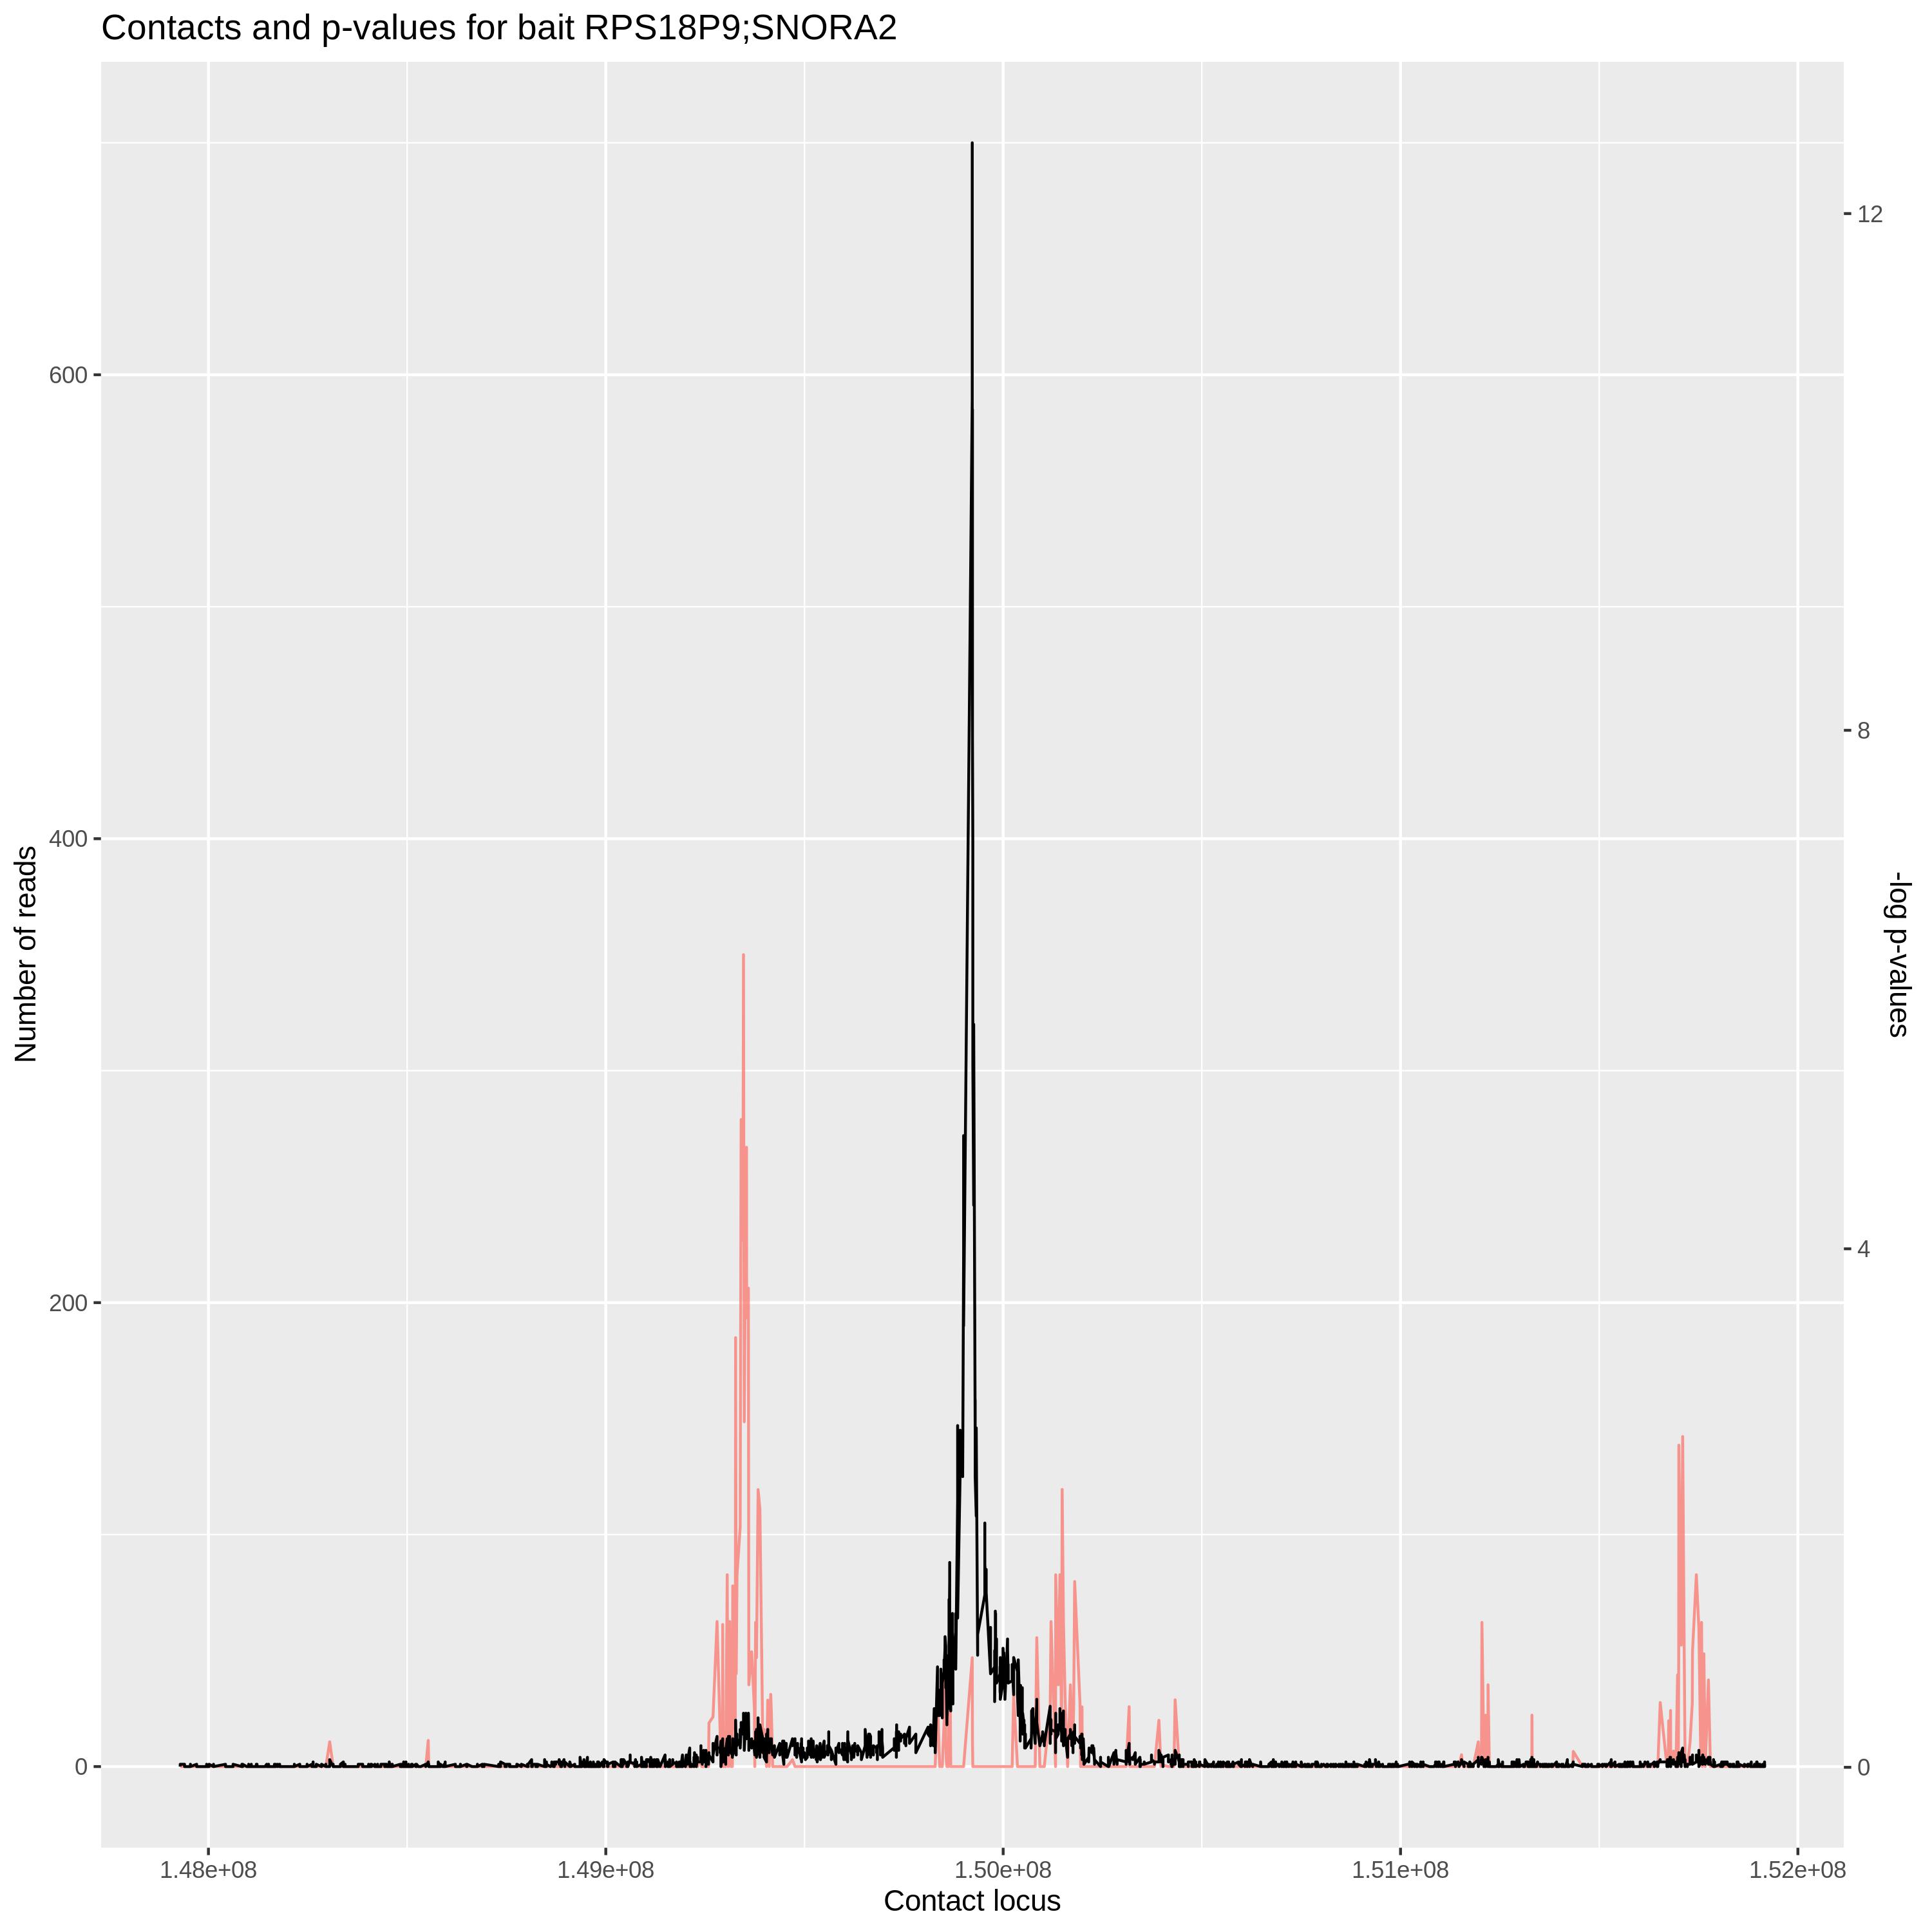 Contacts and p-values for bait RPS18P9;SNORA2
12
600
8
400
Number of reads
-log p-values
4
200
0
0
1.48e+08
1.49e+08
1.50e+08
1.51e+08
1.52e+08
Contact locus